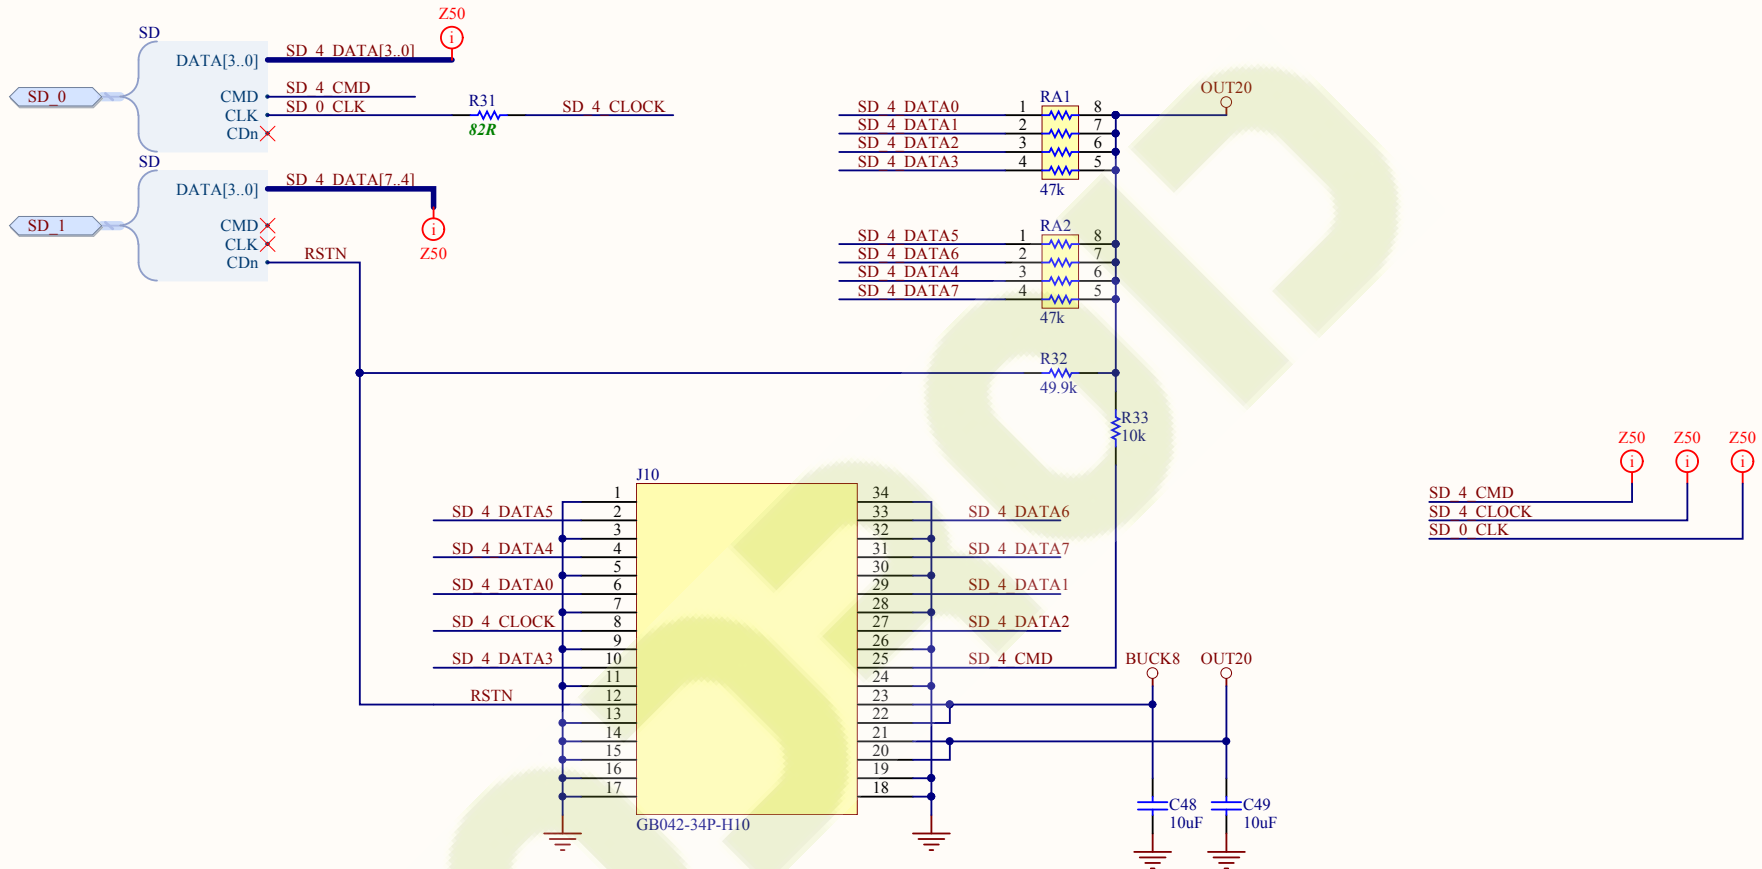 SD
DATA[3..0]
SD_4_DATA[3..0]
Z50
i
SD_0
CMD
SD_4_CMD
CLK
SD_0_CLK
R31
82R
SD_4_CLOCK
CDn
SD
DATA[3..0]
SD_4_DATA[7..4]
i
Z50
SD_1
CMD
CLK
CDn
RSTN
OUT20
RA1
SD_4_DATA0 1 8
SD_4_DATA1 2 7
SD_4_DATA2 3 6
SD_4_DATA3 4 5
47k
RA2
SD_4_DATA5 1 8
SD_4_DATA6 2 7
SD_4_DATA4 3 6
SD_4_DATA7 4 5
47k
R32
49.9k
R33
10k
Z50 Z50 Z50
i i i
SD_4_CMD
SD_4_CLOCK
SD_0_CLK
J10
1 34
SD_4_DATA5 2 33 SD_4_DATA6
3 32
SD_4_DATA4 4 31 SD_4_DATA7
5 30
SD_4_DATA0 6 29 SD_4_DATA1
7 28
SD_4_CLOCK 8 27 SD_4_DATA2
9 26
SD_4_DATA3 10 25 SD_4_CMD
11 24
RSTN 12 23
13 22
14 21
15 20
16 19
17 18
GB042-34P-H10
BUCK8 OUT20
C48 C49
10uF 10uF